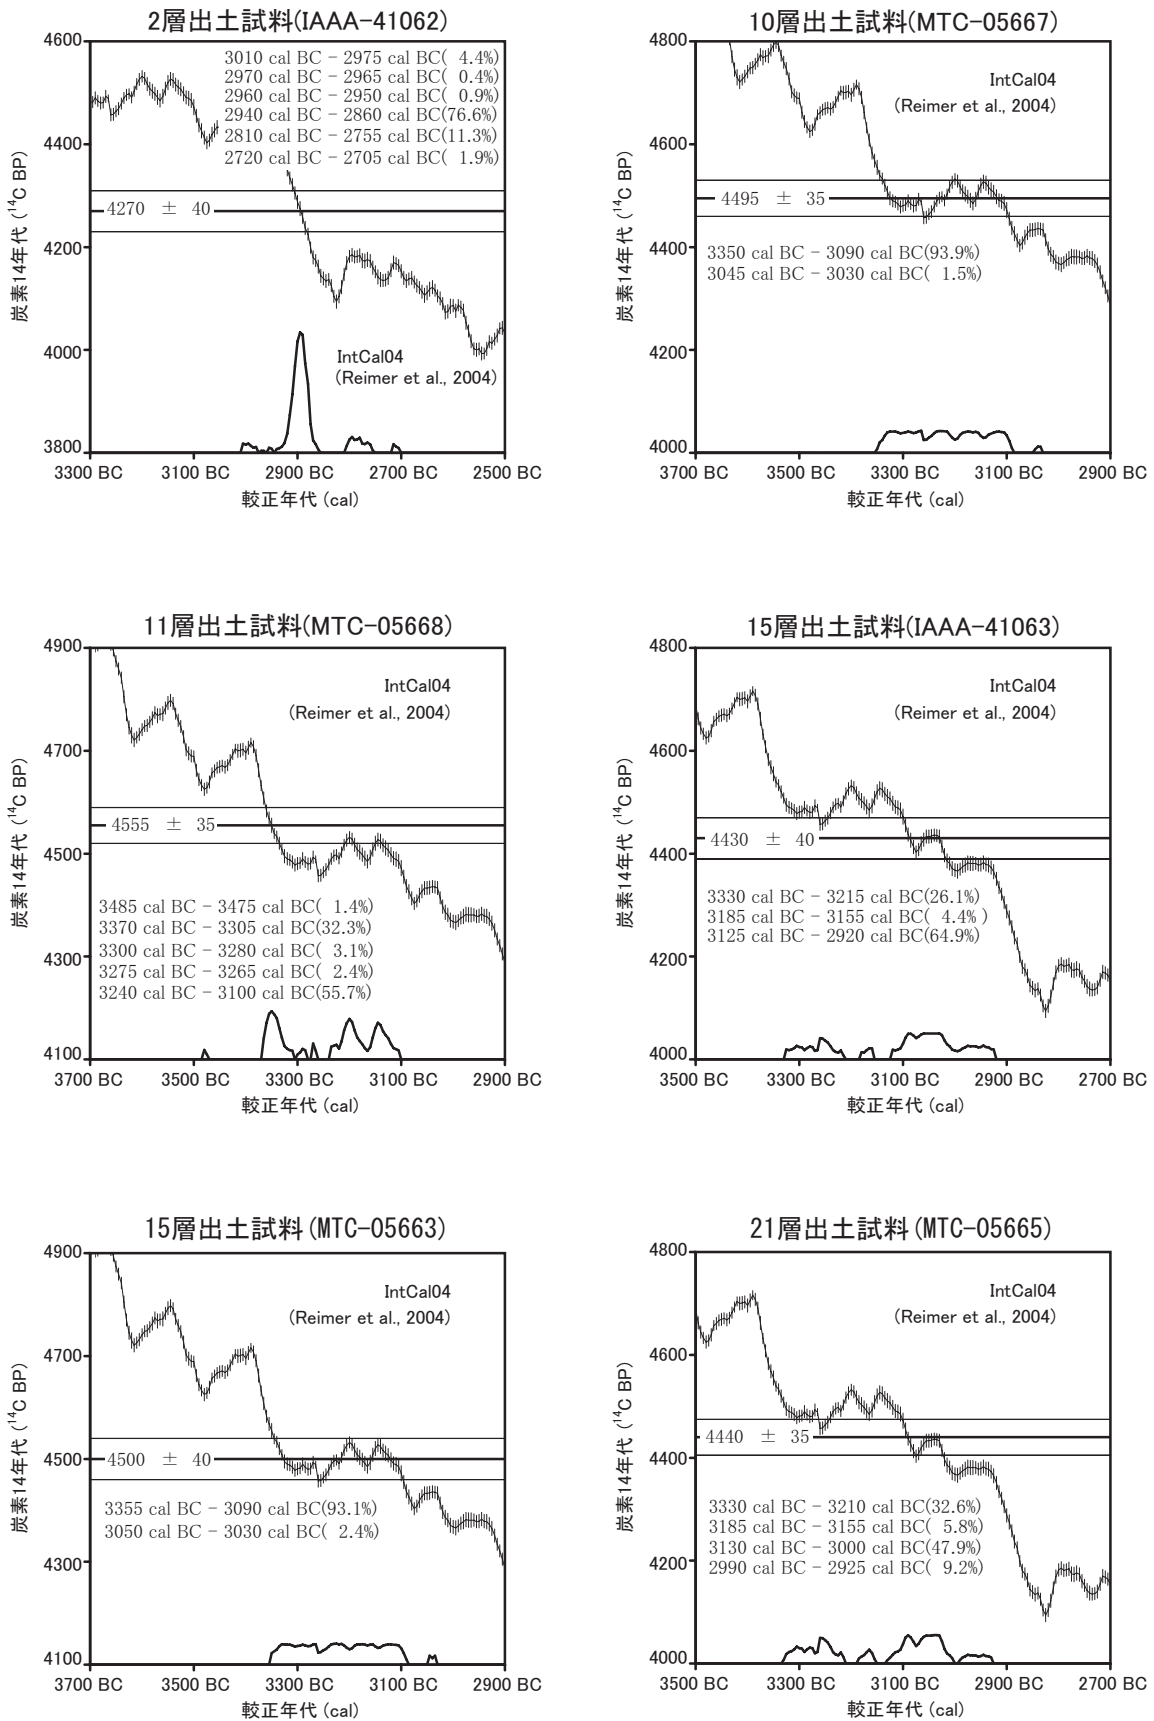 2層出土試料(IAAA-41062)
4600
4400
4200
4000
3800
炭素14年代 (14C BP)
3010 cal BC - 2975 cal BC(  4.4%)
2970 cal BC - 2965 cal BC(  0.4%)
2960 cal BC - 2950 cal BC(  0.9%)
2940 cal BC - 2860 cal BC(76.6%)
2810 cal BC - 2755 cal BC(11.3%)
2720 cal BC - 2705 cal BC(  1.9%)
4270 ± 40
IntCal04
(Reimer et al., 2004)
3300 BC 3100 BC 2900 BC 2700 BC 2500 BC
較正年代 (cal)
10層出土試料(MTC-05667)
4800
4600
4400
4200
4000
炭素14年代 (14C BP)
IntCal04
(Reimer et al., 2004)
4495 ± 35
3350 cal BC - 3090 cal BC(93.9%)
3045 cal BC - 3030 cal BC(  1.5%)
3700 BC 3500 BC 3300 BC 3100 BC 2900 BC
較正年代 (cal)
11層出土試料(MTC-05668)
4900
4700
4500
4300
4100
炭素14年代 (14C BP)
IntCal04
(Reimer et al., 2004)
4555 ± 35
3485 cal BC - 3475 cal BC(  1.4%)
3370 cal BC - 3305 cal BC(32.3%)
3300 cal BC - 3280 cal BC(  3.1%)
3275 cal BC - 3265 cal BC(  2.4%)
3240 cal BC - 3100 cal BC(55.7%)
3700 BC 3500 BC 3300 BC 3100 BC 2900 BC
較正年代 (cal)
15層出土試料(IAAA-41063)
4800
4600
4400
4200
4000
炭素14年代 (14C BP)
IntCal04
(Reimer et al., 2004)
4430 ± 40
3330 cal BC - 3215 cal BC(26.1%)
3185 cal BC - 3155 cal BC(  4.4% )
3125 cal BC - 2920 cal BC(64.9%)
3500 BC 3300 BC 3100 BC 2900 BC 2700 BC
較正年代 (cal)
15層出土試料(MTC-05663)
4900
4700
4500
4300
4100
炭素14年代 (14C BP)
IntCal04
(Reimer et al., 2004)
4500 ± 40
3355 cal BC - 3090 cal BC(93.1%)
3050 cal BC - 3030 cal BC(  2.4%)
3700 BC 3500 BC 3300 BC 3100 BC 2900 BC
較正年代 (cal)
21層出土試料(MTC-05665)
4800
4600
4400
4200
4000
炭素14年代 (14C BP)
IntCal04
(Reimer et al., 2004)
4440 ± 35
3330 cal BC - 3210 cal BC(32.6%)
3185 cal BC - 3155 cal BC(  5.8%)
3130 cal BC - 3000 cal BC(47.9%)
2990 cal BC - 2925 cal BC(  9.2%)
3500 BC 3300 BC 3100 BC 2900 BC 2700 BC
較正年代 (cal)